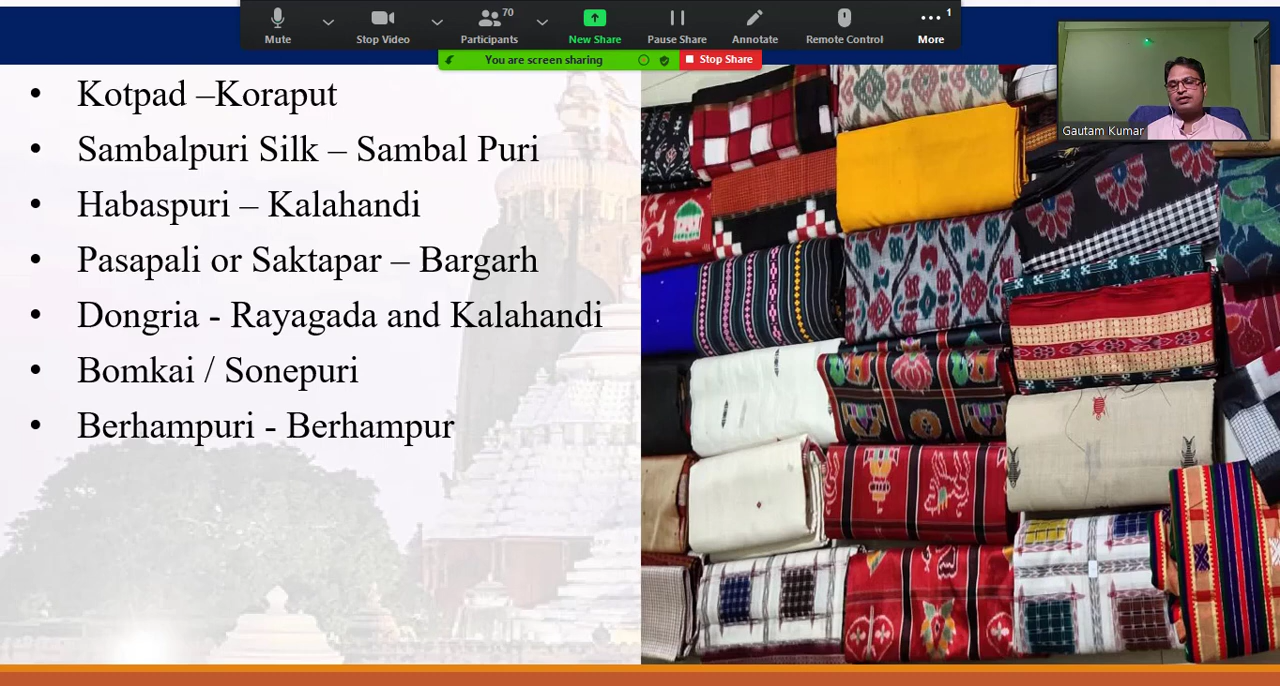 70
1
Mute
Stop Video
Participants
New Share
Pause Share
Annotate
Remote Control
More
You are screen sharing
Stop Share
Gautam Kumar
• Kotpad –Koraput
• Sambalpuri Silk – Sambal Puri
• Habaspuri – Kalahandi
• Pasapali or Saktapar – Bargarh
• Dongria - Rayagada and Kalahandi
• Bomkai / Sonepuri
• Berhampuri - Berhampur